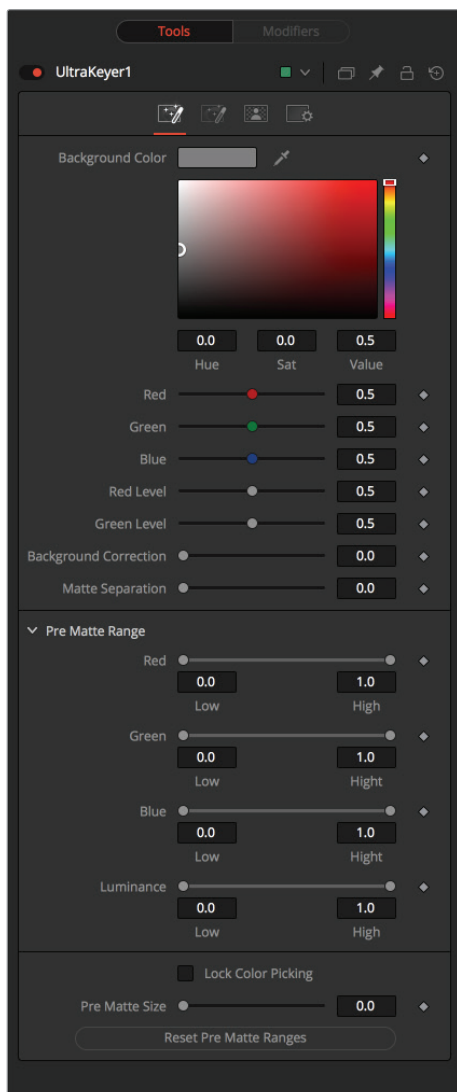 Tools Modifiers
UltraKeyer1
Background Color
0.0 0.0 0.5
Hue Sat Value
Red 0.5
Green 0.5
Blue 0.5
Red Level 0.5
Green Level 0.5
Background Correction 0.0
Matte Separation 0.0
Pre Matte Range
Red
0.0 1.0
Low High
Green
0.0 1.0
Low Hight
Blue
0.0 1.0
Low Hight
Luminance
0.0 1.0
Low High
Lock Color Picking
Pre Matte Size 0.0
Reset Pre Matte Ranges